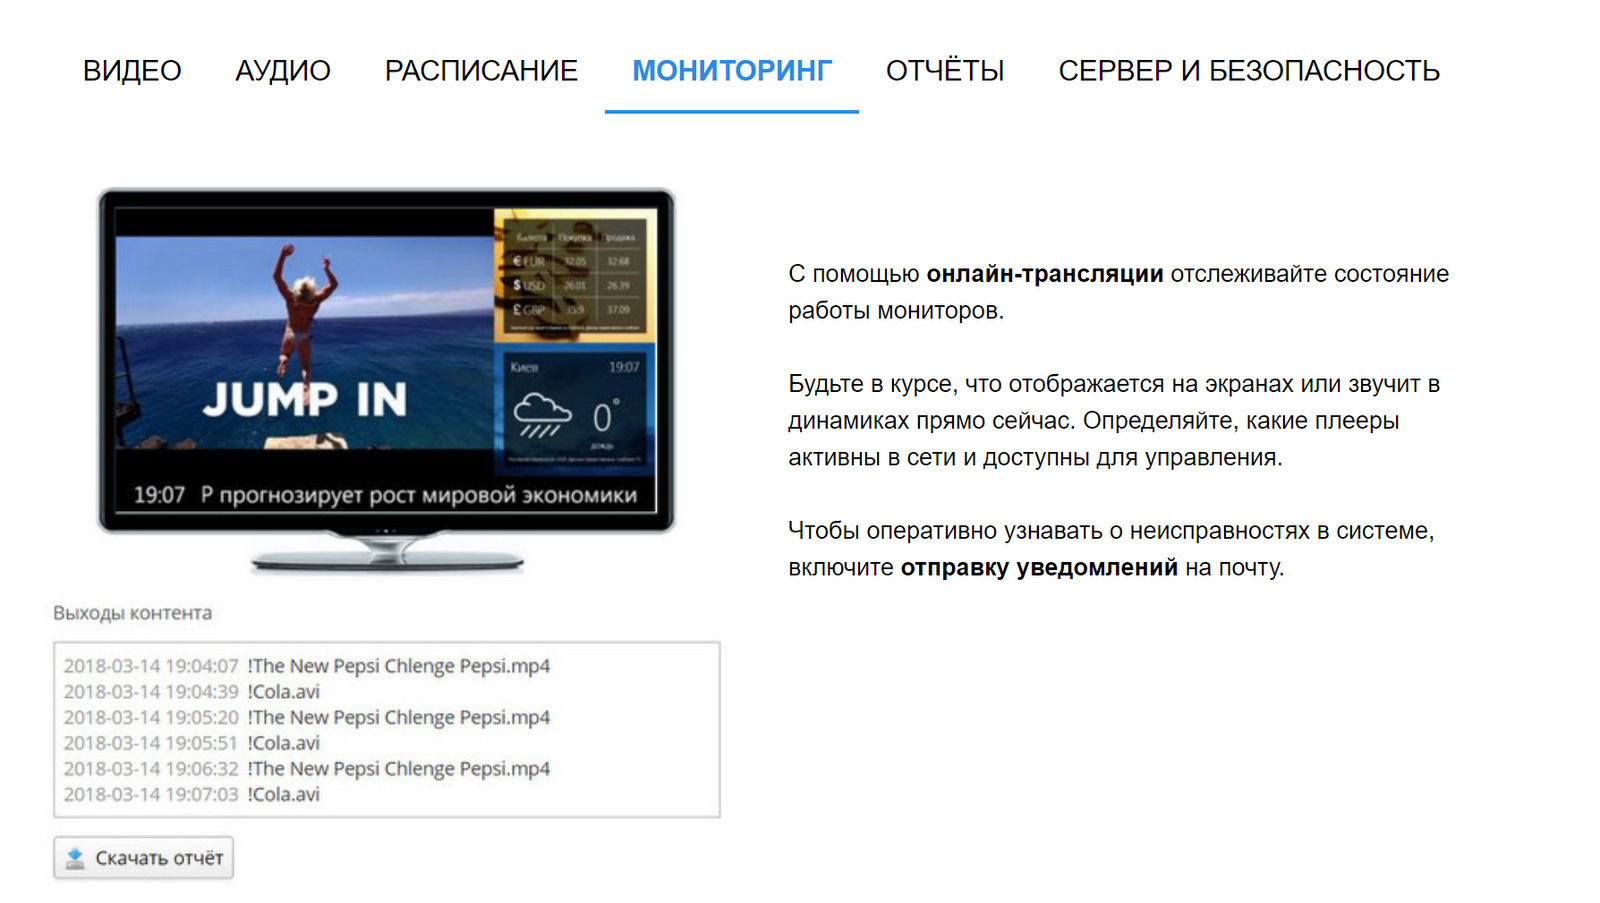 ВИДЕО АУДИО РАСПИСАНИЕ МОНИТОРИНГ ОТЧЁТЫ СЕРВЕР И БЕЗОПАСНОСТЬ
Валюта Покупка Продажа
€ EUR 32.05 32.68
$ USD 26.01 26.39
£ GBP 37.09
Киев 19:07
0°
дождь
JUMP IN
19:07 Р прогнозирует рост мировой экономики
С помощью онлайн-трансляции отслеживайте состояние
работы мониторов.
Будьте в курсе, что отображается на экранах или звучит в
динамиках прямо сейчас. Определяйте, какие плееры
активны в сети и доступны для управления.
Чтобы оперативно узнавать о неисправностях в системе,
включите отправку уведомлений на почту.
Выходы контента
2018-03-14 19:04:07 !The New Pepsi Chlenge Pepsi.mp4
2018-03-14 19:04:39 !Cola.avi
2018-03-14 19:05:20 !The New Pepsi Chlenge Pepsi.mp4
2018-03-14 19:05:51 !Cola.avi
2018-03-14 19:06:32 !The New Pepsi Chlenge Pepsi.mp4
2018-03-14 19:07:03 !Cola.avi
Скачать отчёт